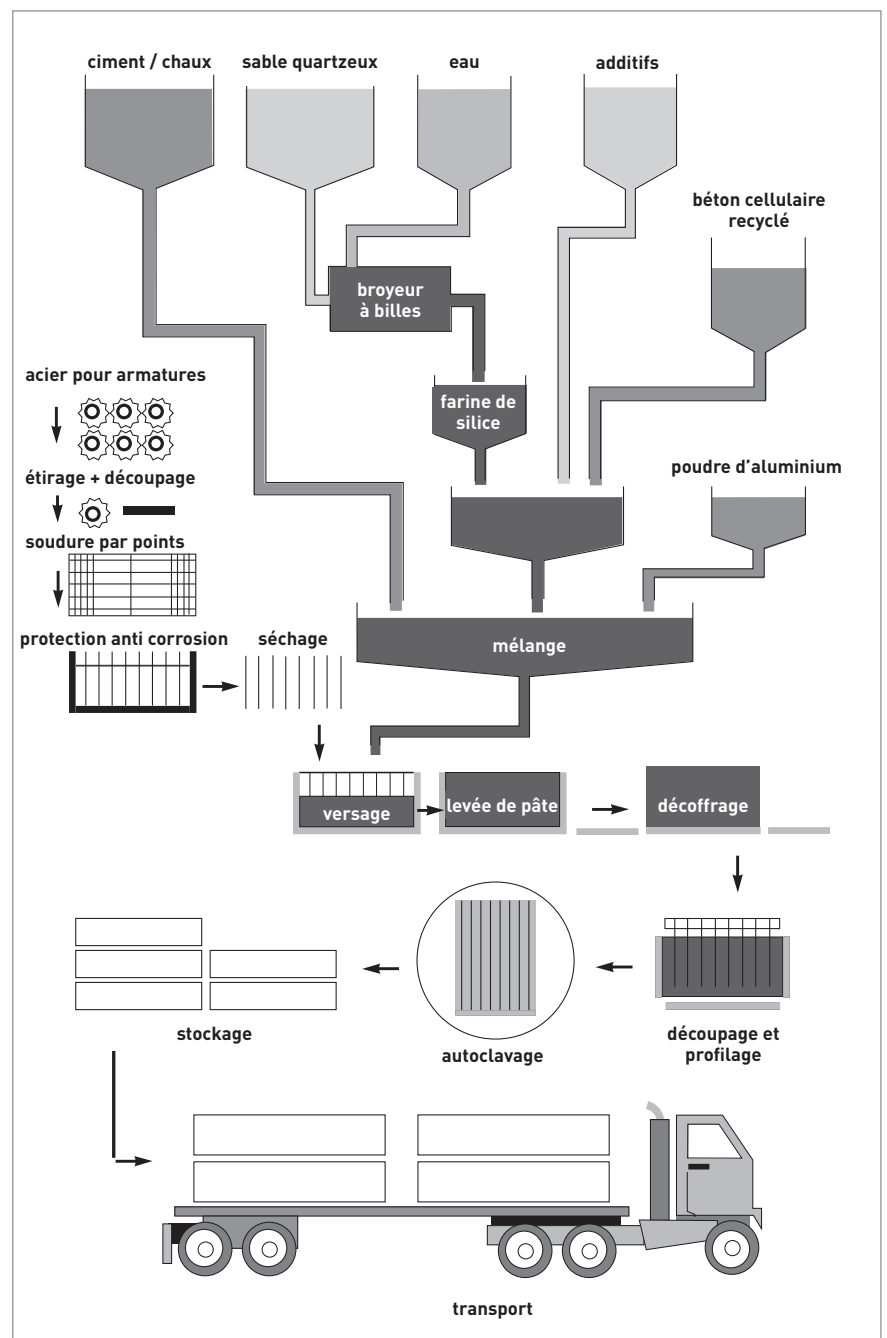 ciment / chaux
sable quartzeux
eau
additifs
béton cellulaire
recyclé
broyeur
à billes
acier pour armatures
farine de
silice
poudre d'aluminium
étirage + découpage
soudure par points
protection anti corrosion
séchage
mélange
versage
levée de pâte
décoffrage
découpage et
profilage
autoclavage
stockage
transport